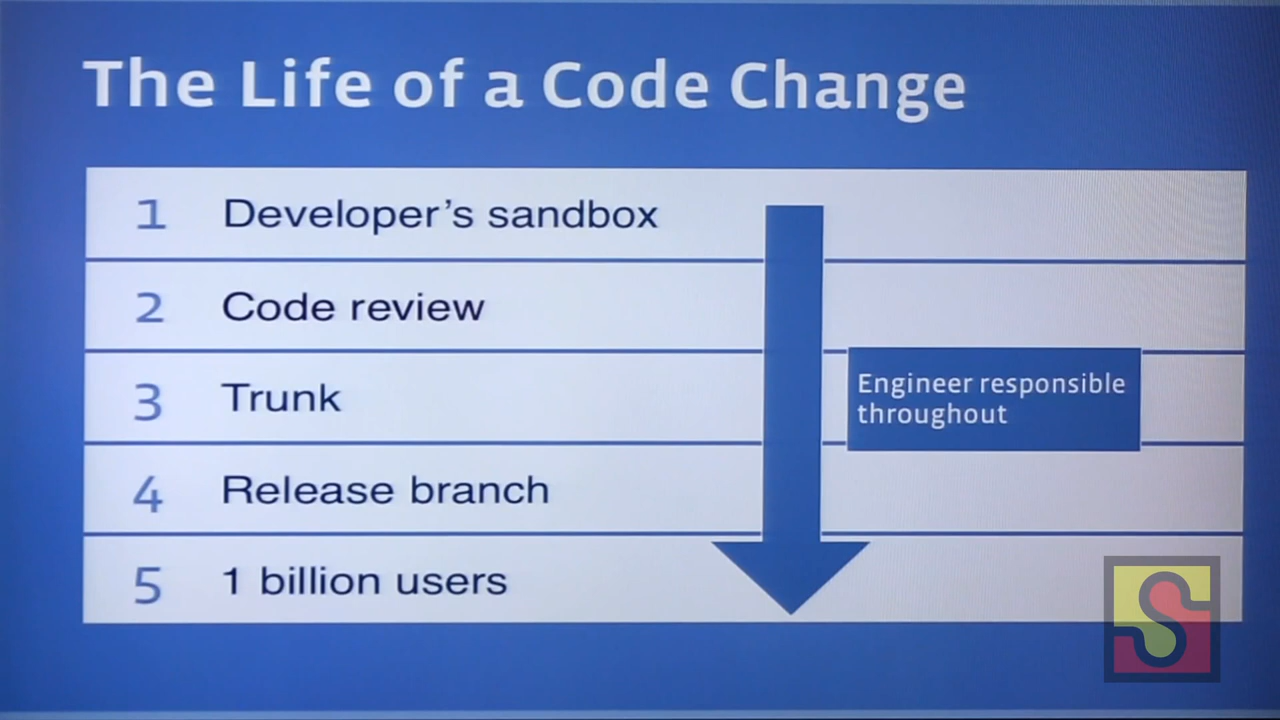 The Life of a Code Change
1 Developer’s sandbox
2 Code review
3 Trunk
Engineer responsible
throughout
4 Release branch
5 1 billion users
S